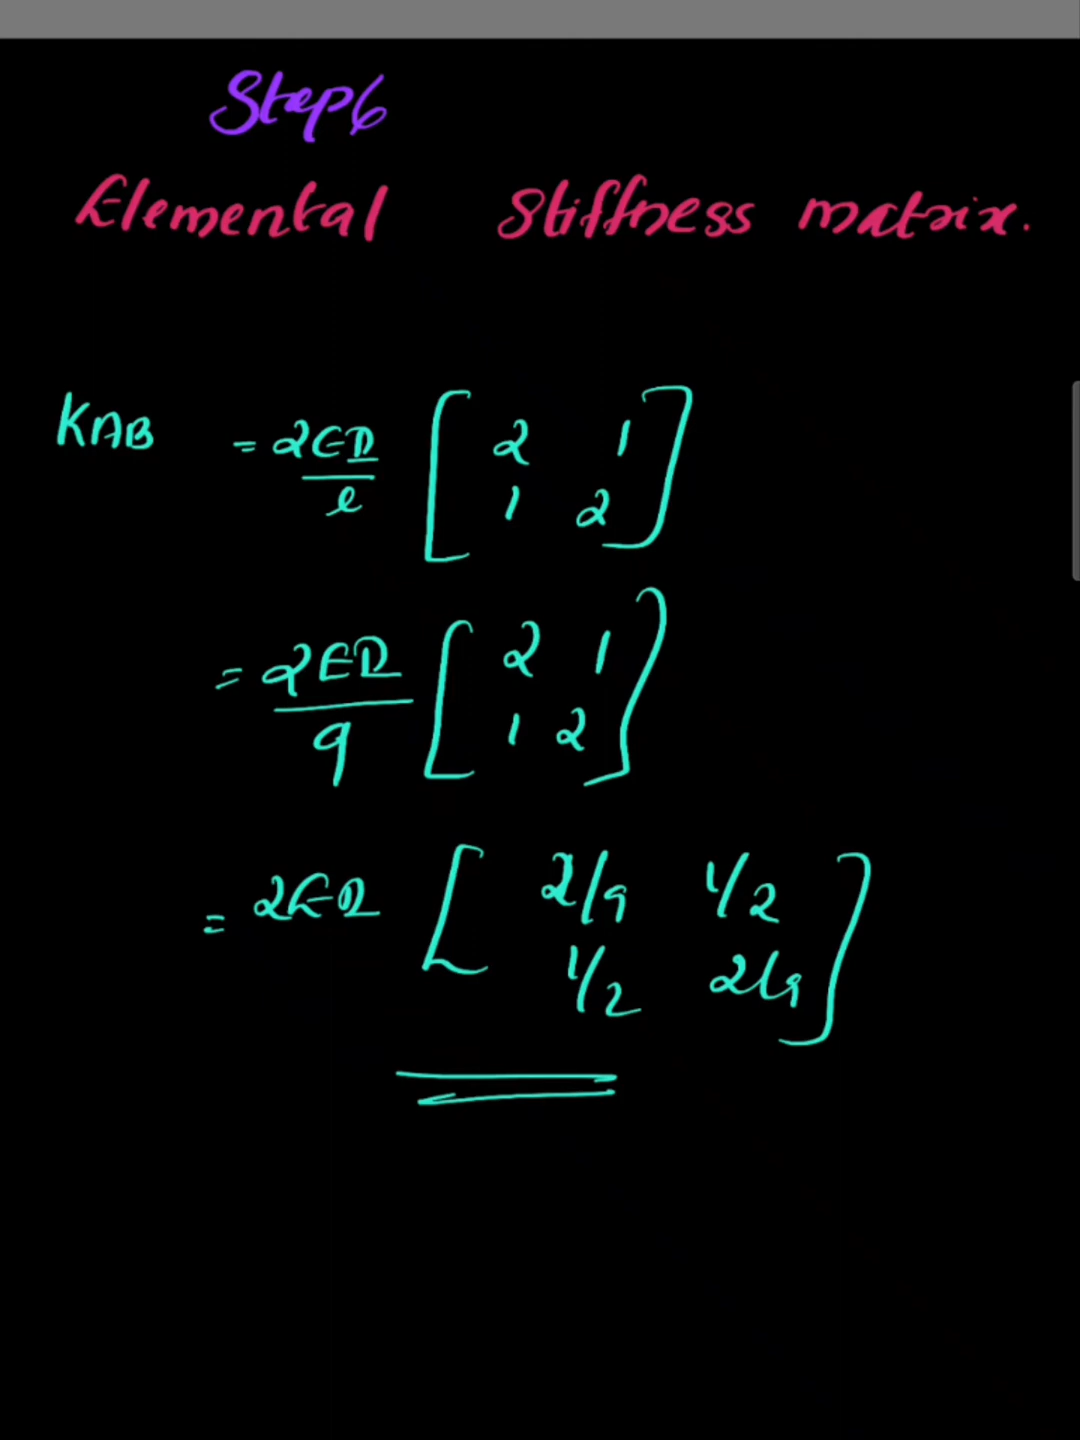 Step6
Elemental Stiffness matrix.
KAB = 2EI/l [ 2 1
1 2 ]
= 2EI/9 [ 2 1
1 2 ]
= 2EI [ 2/9 1/2
1/2 2/9 ]